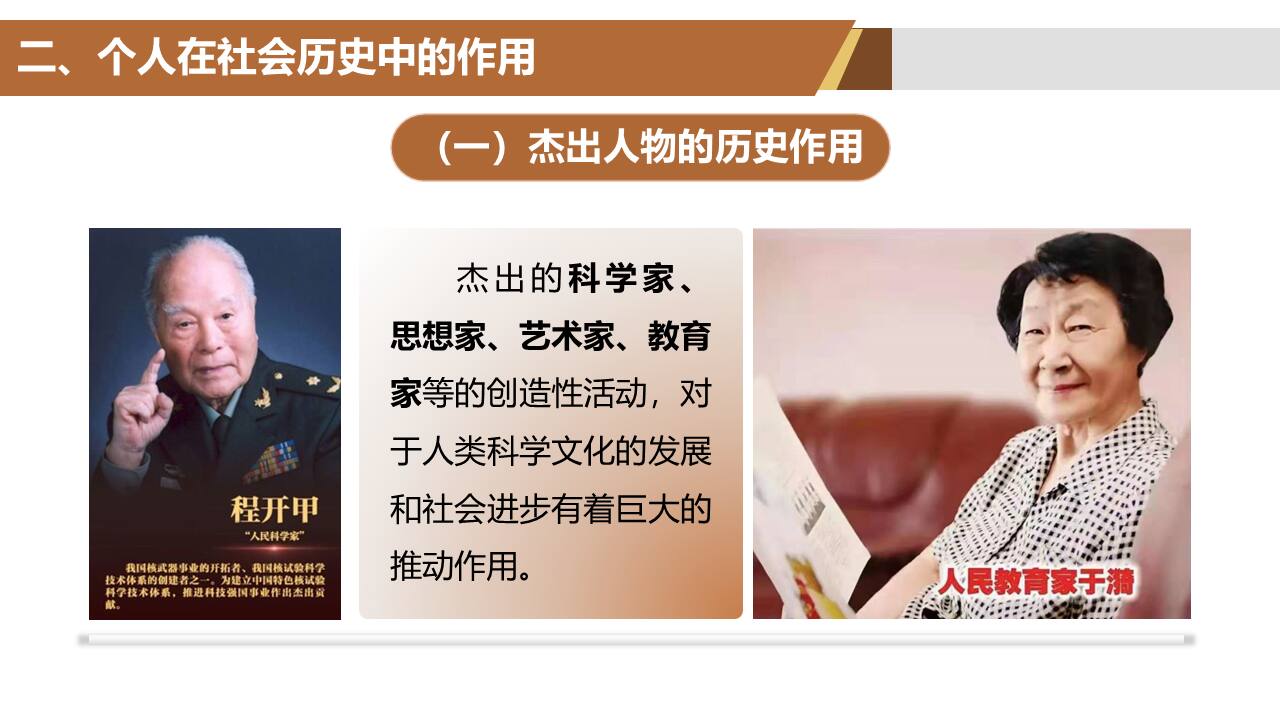 二、个人在社会历史中的作用
（一）杰出人物的历史作用
程开甲
“人民科学家”
我国核武器事业的开拓者、我国核试验科学
技术体系的创建者之一。为建立中国特色核试验
科学技术体系，推进科技强国事业作出杰出贡
献。
杰出的科学家、
思想家、艺术家、教育
家等的创造性活动，对
于人类科学文化的发展
和社会进步有着巨大的
推动作用。
人民教育家于漪